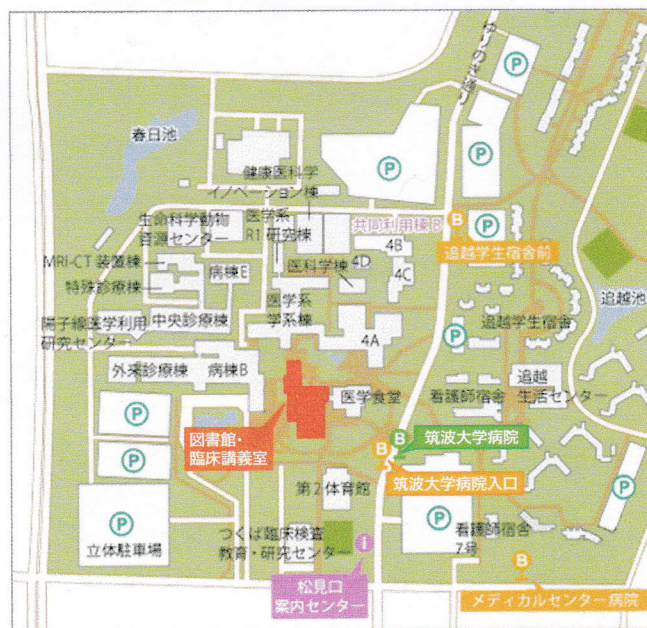 ゆりのき通り
P
P
P
春日池
健康医科学
イノベーション棟
生命科学動物
資源センター
医学系
R1 研究棟
共同利用棟 B
B
P
追越学生宿舎前
4B
MRI-CT 装置棟
病棟E
医科学棟
4D
4C
特殊診療棟
医学系
学系棟
追越池
陽子線医学利用
研究センター
中央診療棟
4A
P
追越学生宿舎
外来診療棟
病棟B
医学食堂
看護師宿舎
追越
生活センター
P
図書館・
臨床講義室
B
筑波大学病院
B
筑波大学病院入口
P
第2体育館
P
P
P
立体駐車場
つくば臨床検査
教育・研究センター
i
看護師宿舎
7号
松見口
案内センター
B
メディカルセンター病院